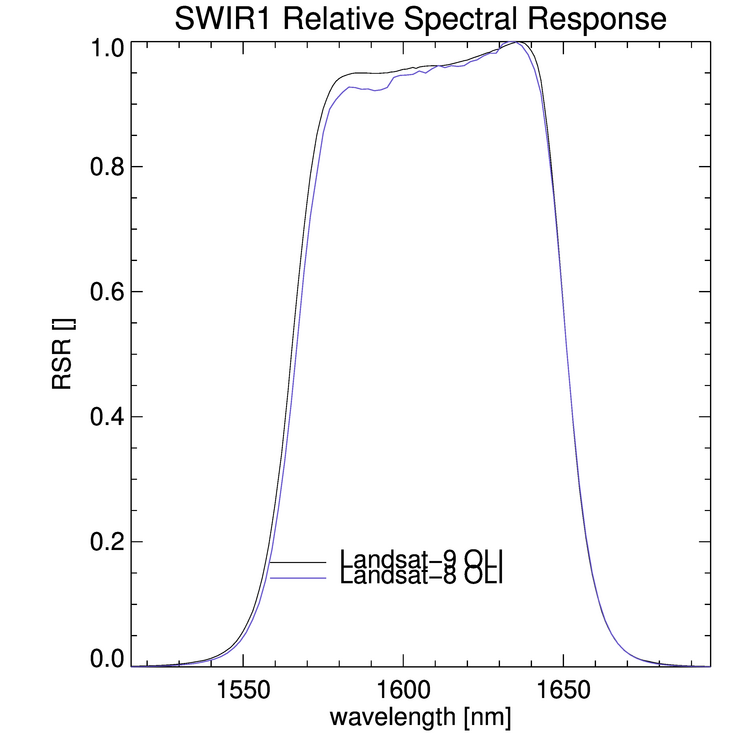 SWIR1 Relative Spectral Response
1.0
0.8
0.6
0.4
0.2
0.0
RSR []
Landsat−9 OLI
Landsat−8 OLI
1550 1600 1650
wavelength [nm]